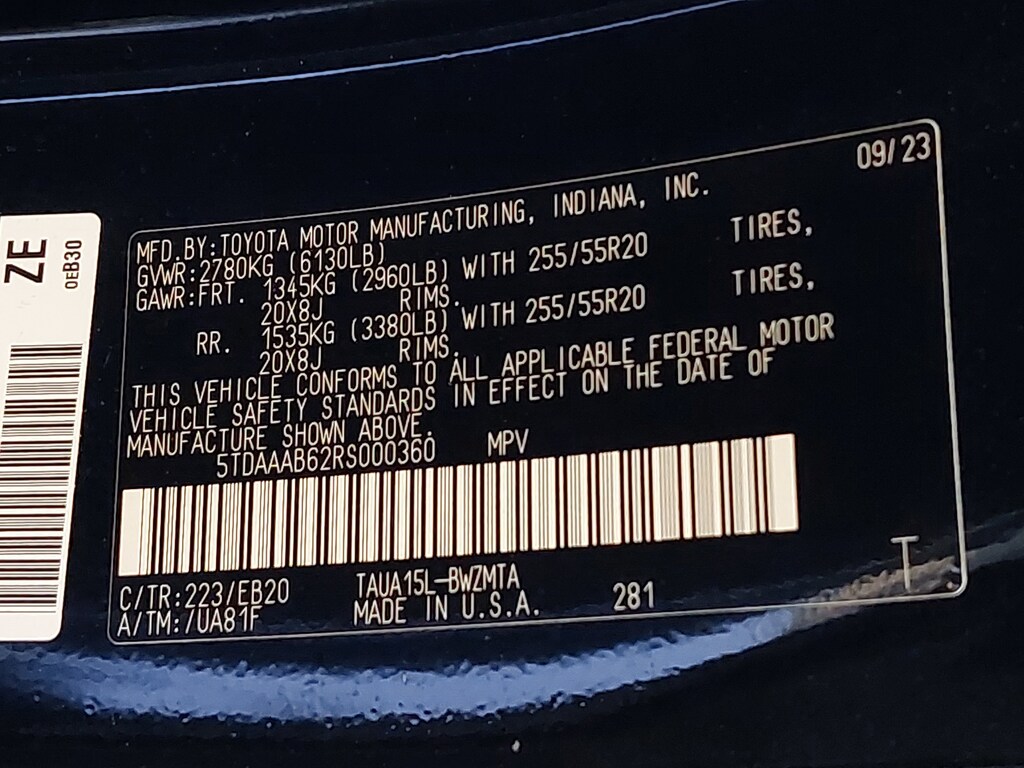 ZE
0EB30
09/23
MFD.BY:TOYOTA MOTOR MANUFACTURING, INDIANA, INC.
GVWR:2780KG (6130LB)
GAWR:FRT. 1345KG (2960LB) WITH 255/55R20 TIRES,
20X8J RIMS.
RR. 1535KG (3380LB) WITH 255/55R20 TIRES,
20X8J RIMS.
THIS VEHICLE CONFORMS TO ALL APPLICABLE FEDERAL MOTOR
VEHICLE SAFETY STANDARDS IN EFFECT ON THE DATE OF
MANUFACTURE SHOWN ABOVE.
5TDAAAB62RS000360 MPV
C/TR:223/EB20 TAUA15L-BWZMTA
A/TM:/UA81F MADE IN U.S.A. 281 T